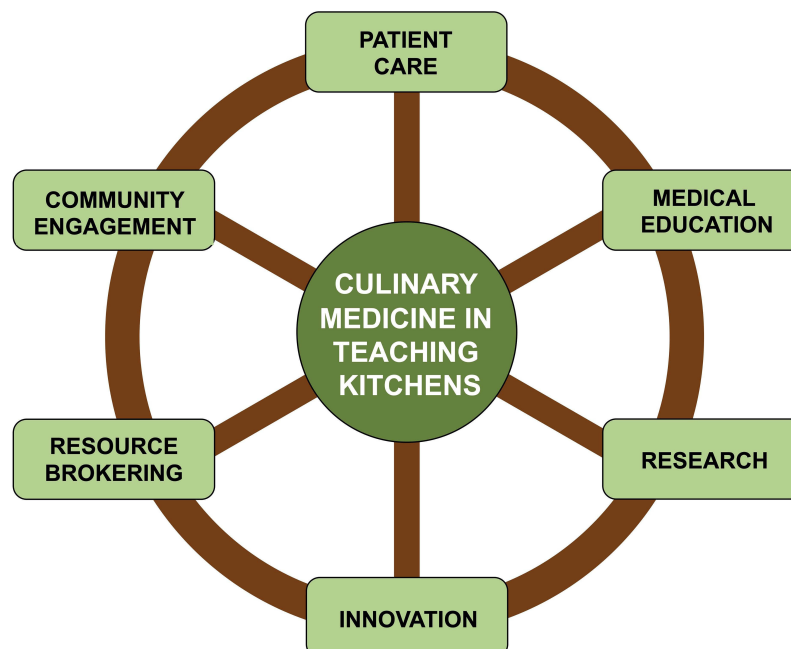 PATIENT
CARE
COMMUNITY
ENGAGEMENT
MEDICAL
EDUCATION
CULINARY
MEDICINE IN
TEACHING
KITCHENS
RESOURCE
BROKERING
RESEARCH
INNOVATION